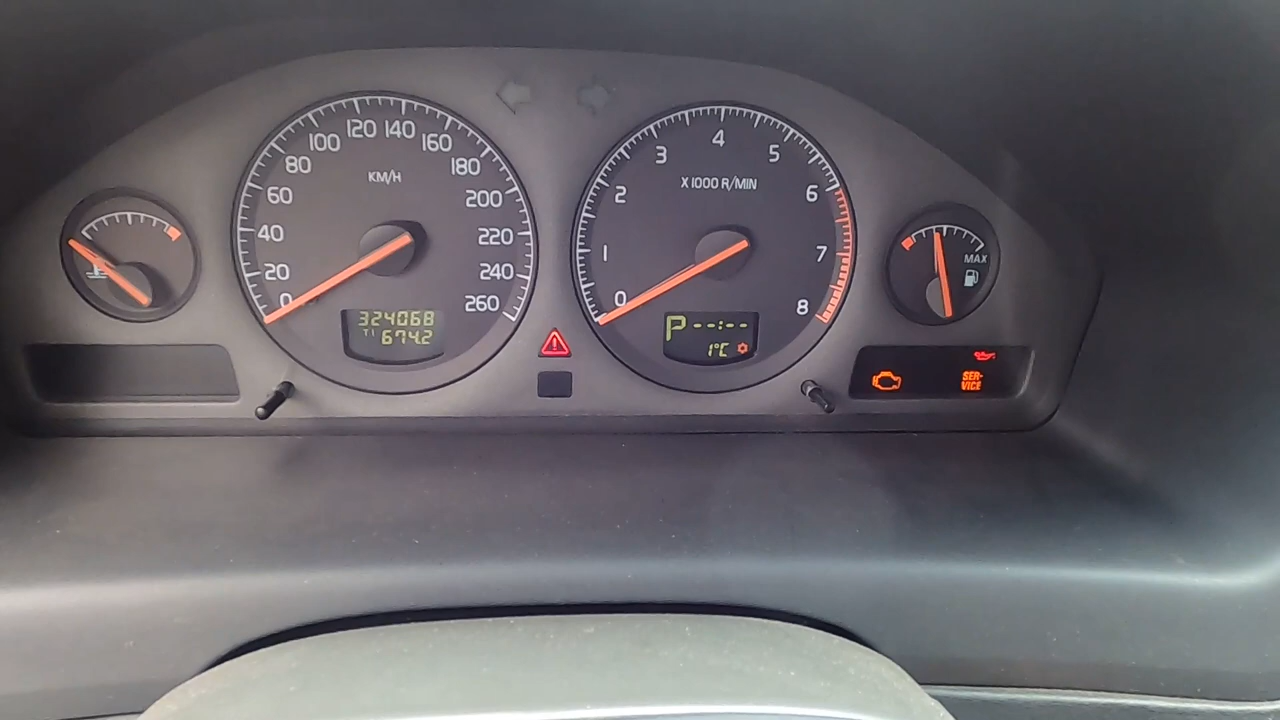 0 20 40 60 80 100 120 140 160 180 200 220 240 260
KM/H
324068
T1 674.2
0 1 2 3 4 5 6 7 8
X1000 R/MIN
P --:--
1°C
MAX
SER-
VICE